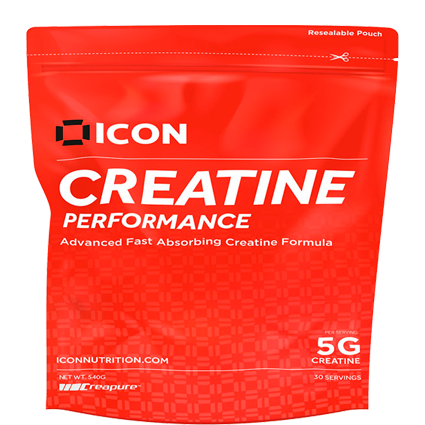 Resealable Pouch
ICON
CREATINE
PERFORMANCE
Advanced Fast Absorbing Creatine Formula
PER SERVING
5G
CREATINE
ICONNUTRITION.COM
NET WT. 540G
30 SERVINGS
Creapure